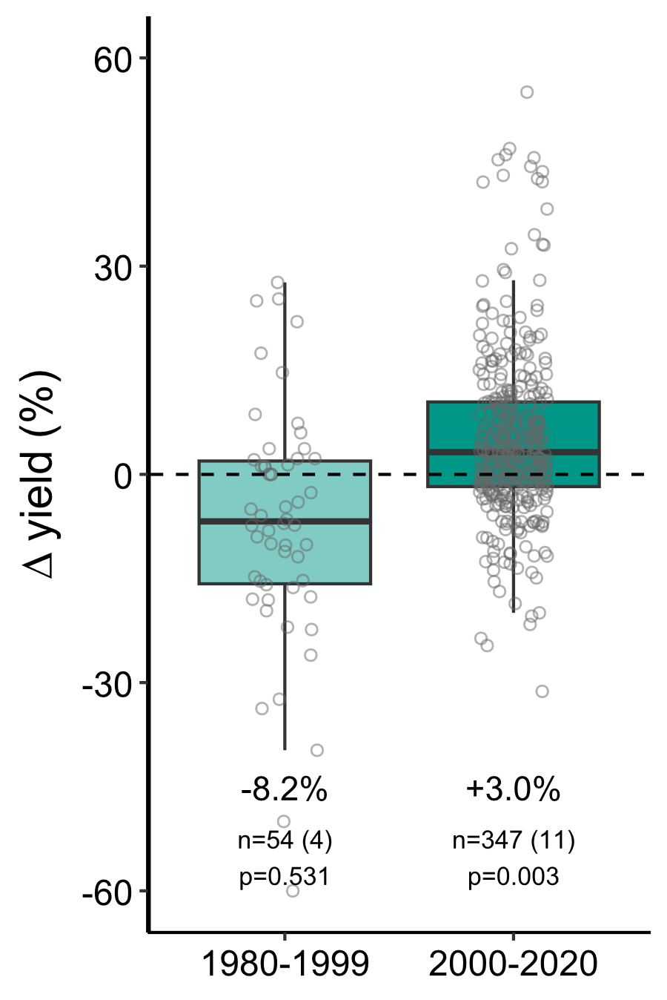 60
30
0
-30
-60
Δ yield (%)
-8.2%
n=54 (4)
p=0.531
+3.0%
n=347 (11)
p=0.003
1980-1999
2000-2020